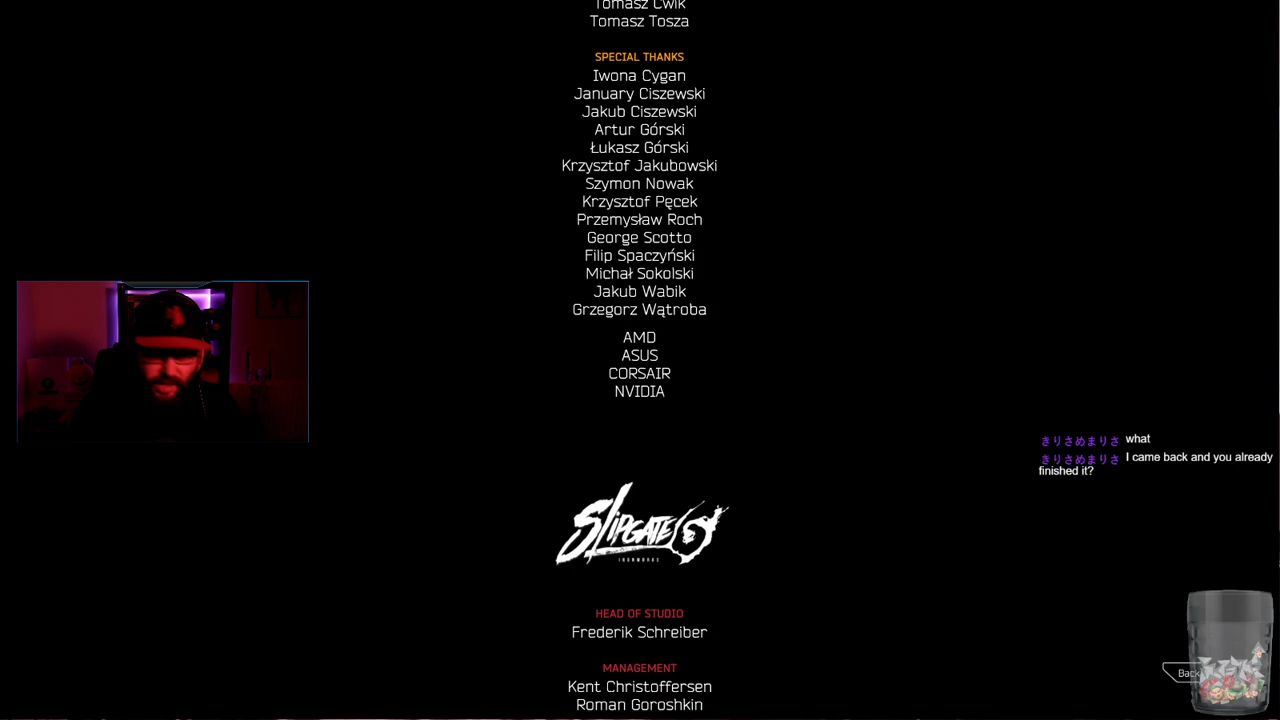 Tomasz Ćwik
Tomasz Tosza
SPECIAL THANKS
Iwona Cygan
January Ciszewski
Jakub Ciszewski
Artur Górski
Łukasz Górski
Krzysztof Jakubowski
Szymon Nowak
Krzysztof Pęcek
Przemysław Roch
George Scotto
Filip Spaczyński
Michał Sokolski
Jakub Wabik
Grzegorz Wątroba
AMD
ASUS
CORSAIR
NVIDIA
きりさめまりさ what
きりさめまりさ I came back and you already
finished it?
SLIPGATE
IRONWORKS
HEAD OF STUDIO
Frederik Schreiber
MANAGEMENT
Kent Christoffersen
Roman Goroshkin
Back